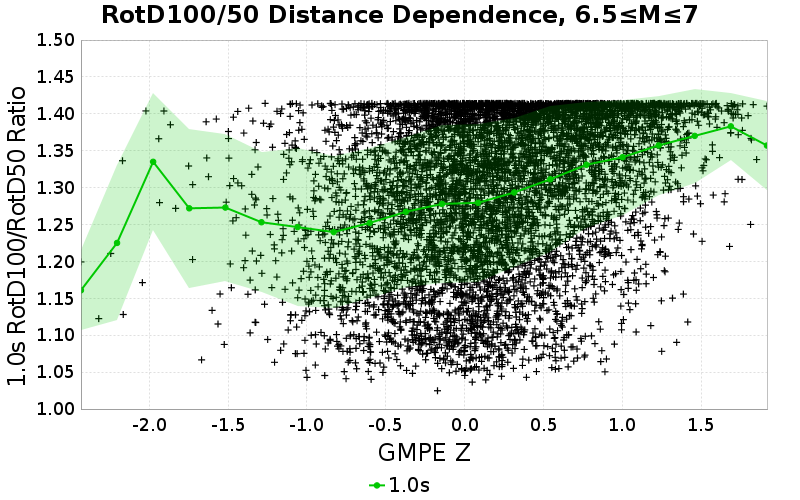 RotD100/50 Distance Dependence, 6.5≤M≤7
1.0s RotD100/RotD50 Ratio
1.50
1.45
1.40
1.35
1.30
1.25
1.20
1.15
1.10
1.05
1.00
-2.0 -1.5 -1.0 -0.5 0.0 0.5 1.0 1.5
GMPE Z
1.0s